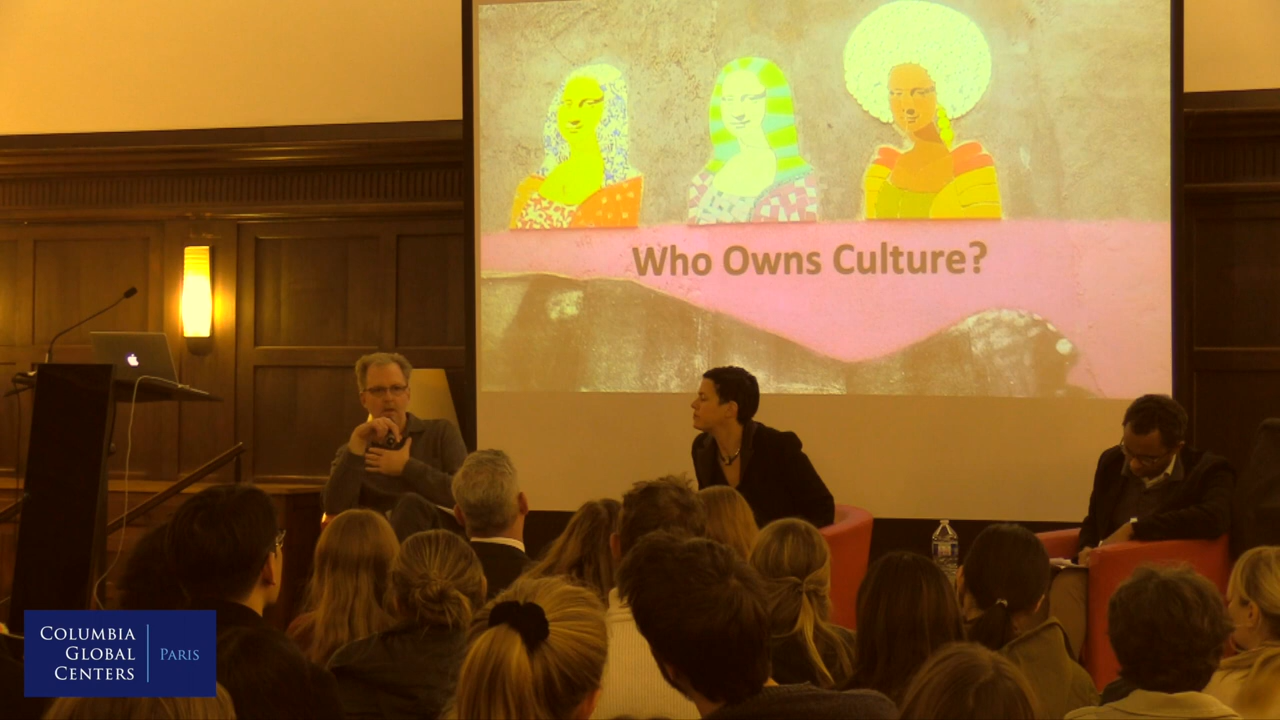 Who Owns Culture?
COLUMBIA
GLOBAL
CENTERS
PARIS